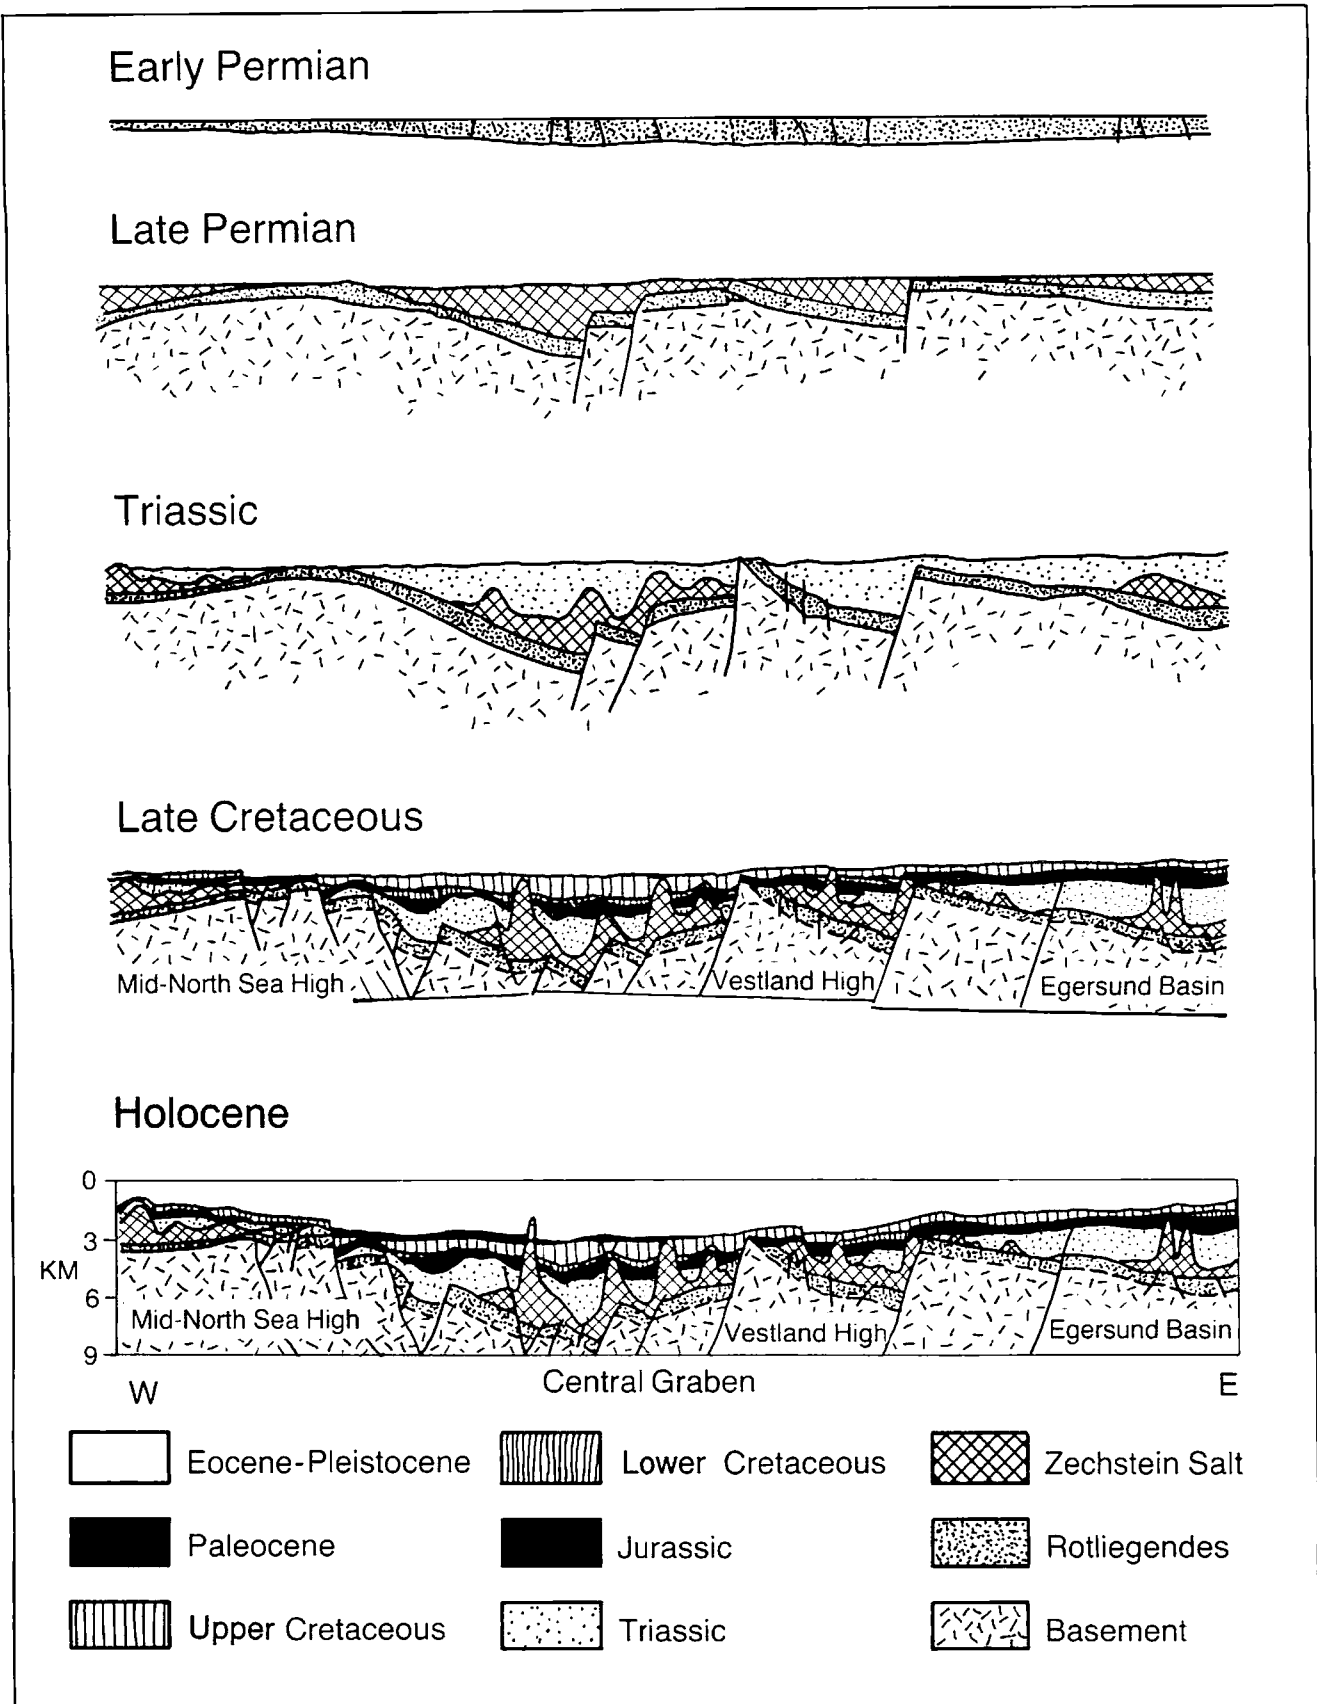 Early Permian
Late Permian
Triassic
Late Cretaceous
Mid-North Sea High
Vestland High
Egersund Basin
Holocene
0
3
KM
6
9
Mid-North Sea High
Vestland High
Egersund Basin
W
Central Graben
E
Eocene-Pleistocene
Lower Cretaceous
Zechstein Salt
Paleocene
Jurassic
Rotliegendes
Upper Cretaceous
Triassic
Basement